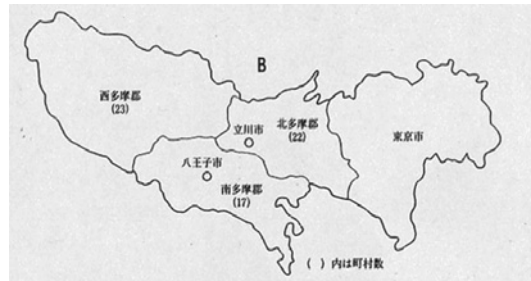 B
西多摩郡
(23)
立川市
北多摩郡
(22)
東京市
八王子市
南多摩郡
(17)
( ) 内は町村数